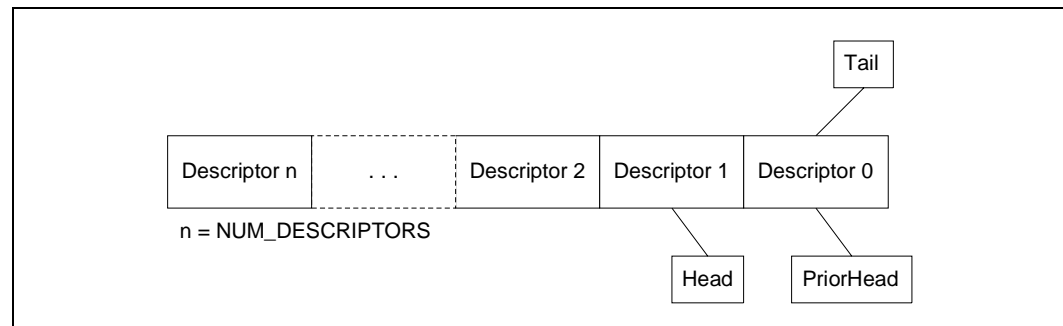 Tail
Descriptor n
. . .
Descriptor 2
Descriptor 1
Descriptor 0
n = NUM_DESCRIPTORS
Head
PriorHead